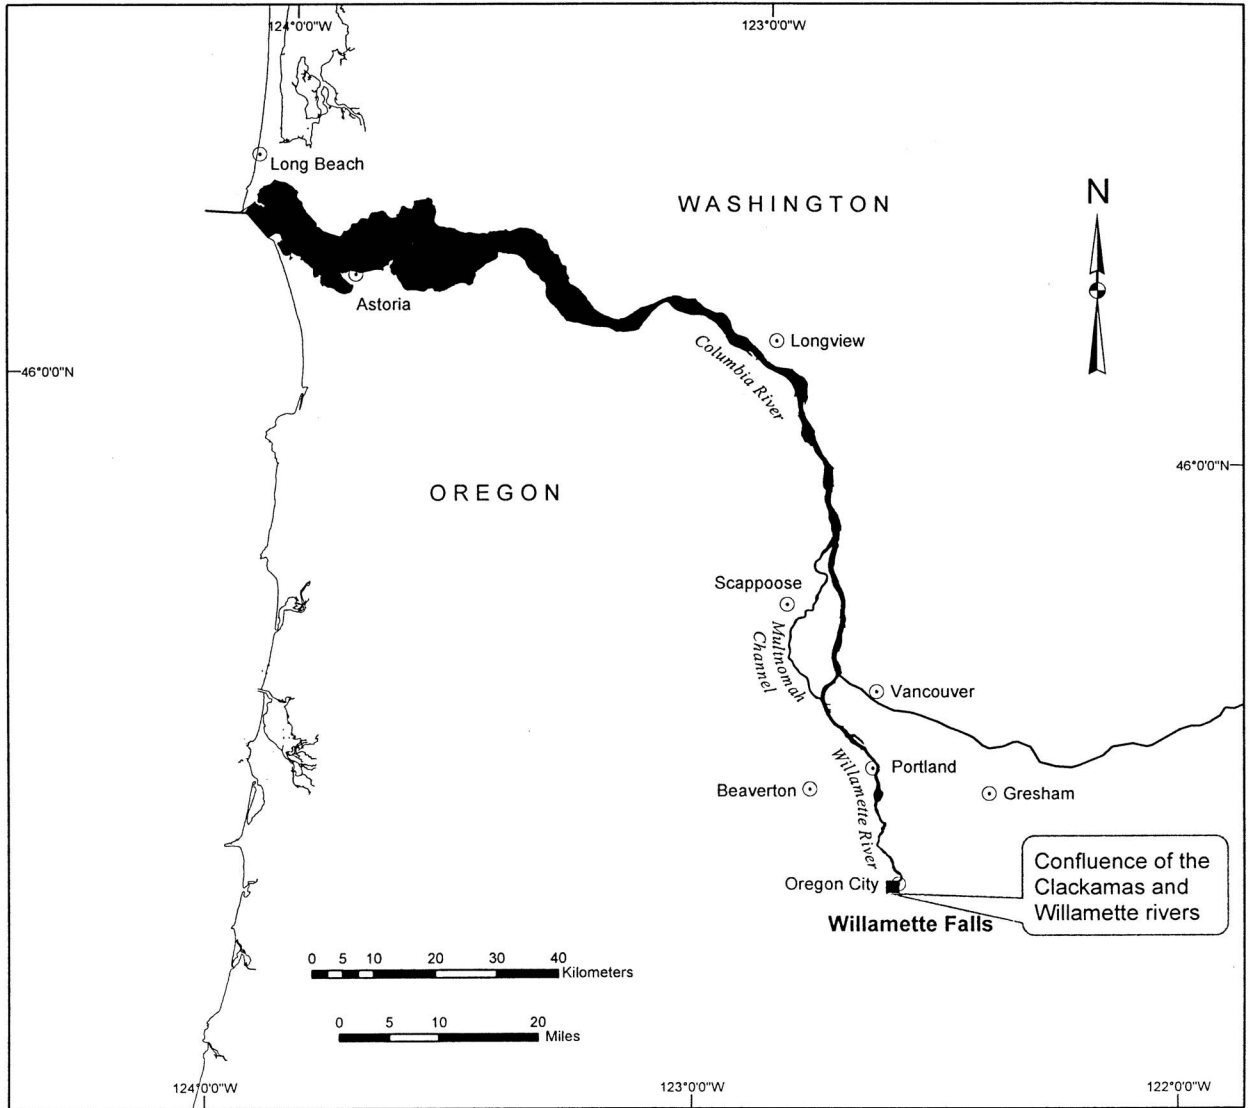 124°0'0"W
123°0'0"W
Long Beach
WASHINGTON
N
Astoria
Longview
Columbia River
46°0'0"N
46°0'0"N
OREGON
Scappoose
Multnomah
Channel
Vancouver
Portland
Beaverton
Gresham
Willamette River
Confluence of the
Clackamas and
Willamette rivers
Oregon City
Willamette Falls
0 5 10 20 30 40
Kilometers
0 5 10 20
Miles
124°0'0"W
123°0'0"W
122°0'0"W